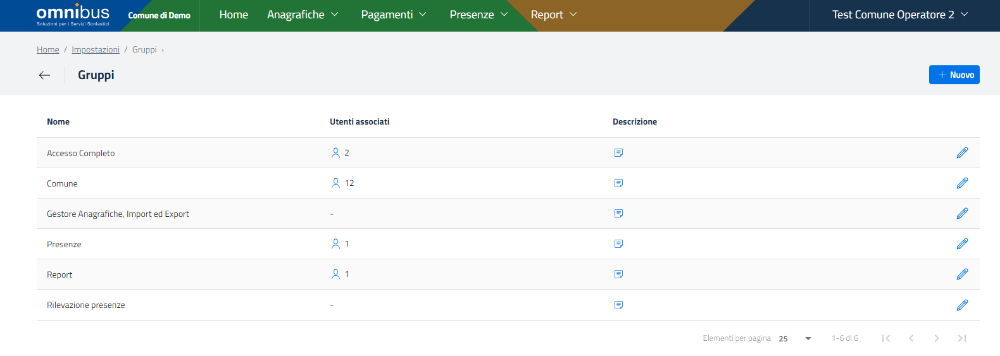 omnibus
Soluzioni per i Servizi Scolastici
Comune di Demo
Home Anagrafiche Pagamenti Presenze Report Test Comune Operatore 2
Home / Impostazioni / Gruppi ›
Gruppi
+ Nuovo
Nome Utenti associati Descrizione
Accesso Completo 2
Comune 12
Gestore Anagrafiche, Import ed Export -
Presenze 1
Report 1
Rilevazione presenze -
Elementi per pagina 25 1-6 di 6